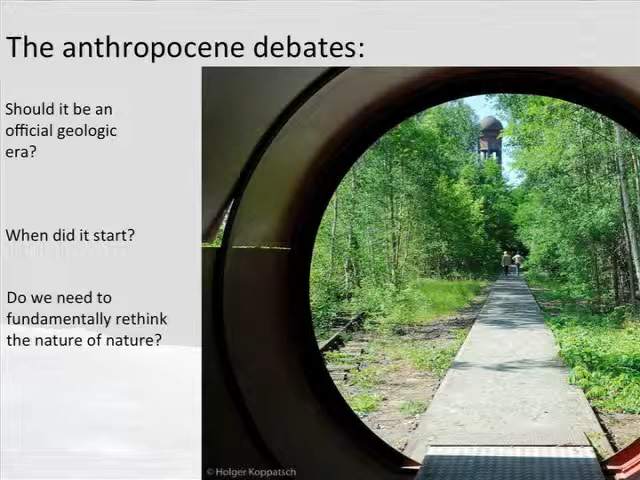 The anthropocene debates:
Should it be an
official geologic
era?
When did it start?
Do we need to
fundamentally rethink
the nature of nature?
© Holger Koppatsch